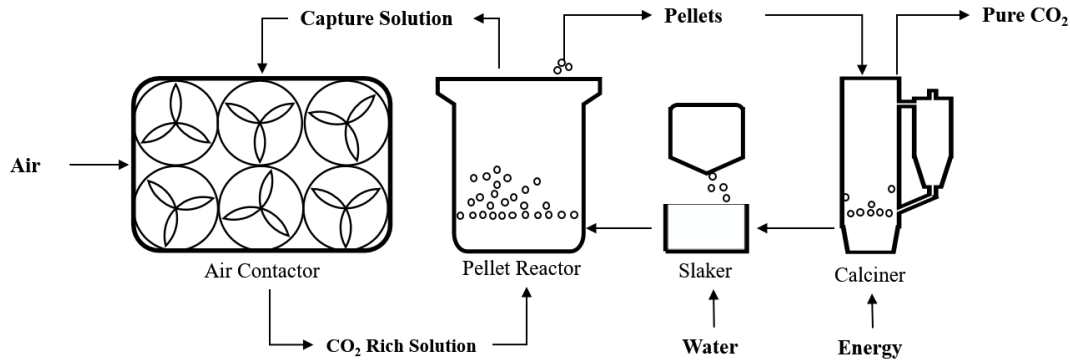 Capture Solution
Pellets
Pure CO₂
Air
Air Contactor
Pellet Reactor
Slaker
Calciner
CO₂ Rich Solution
Water
Energy